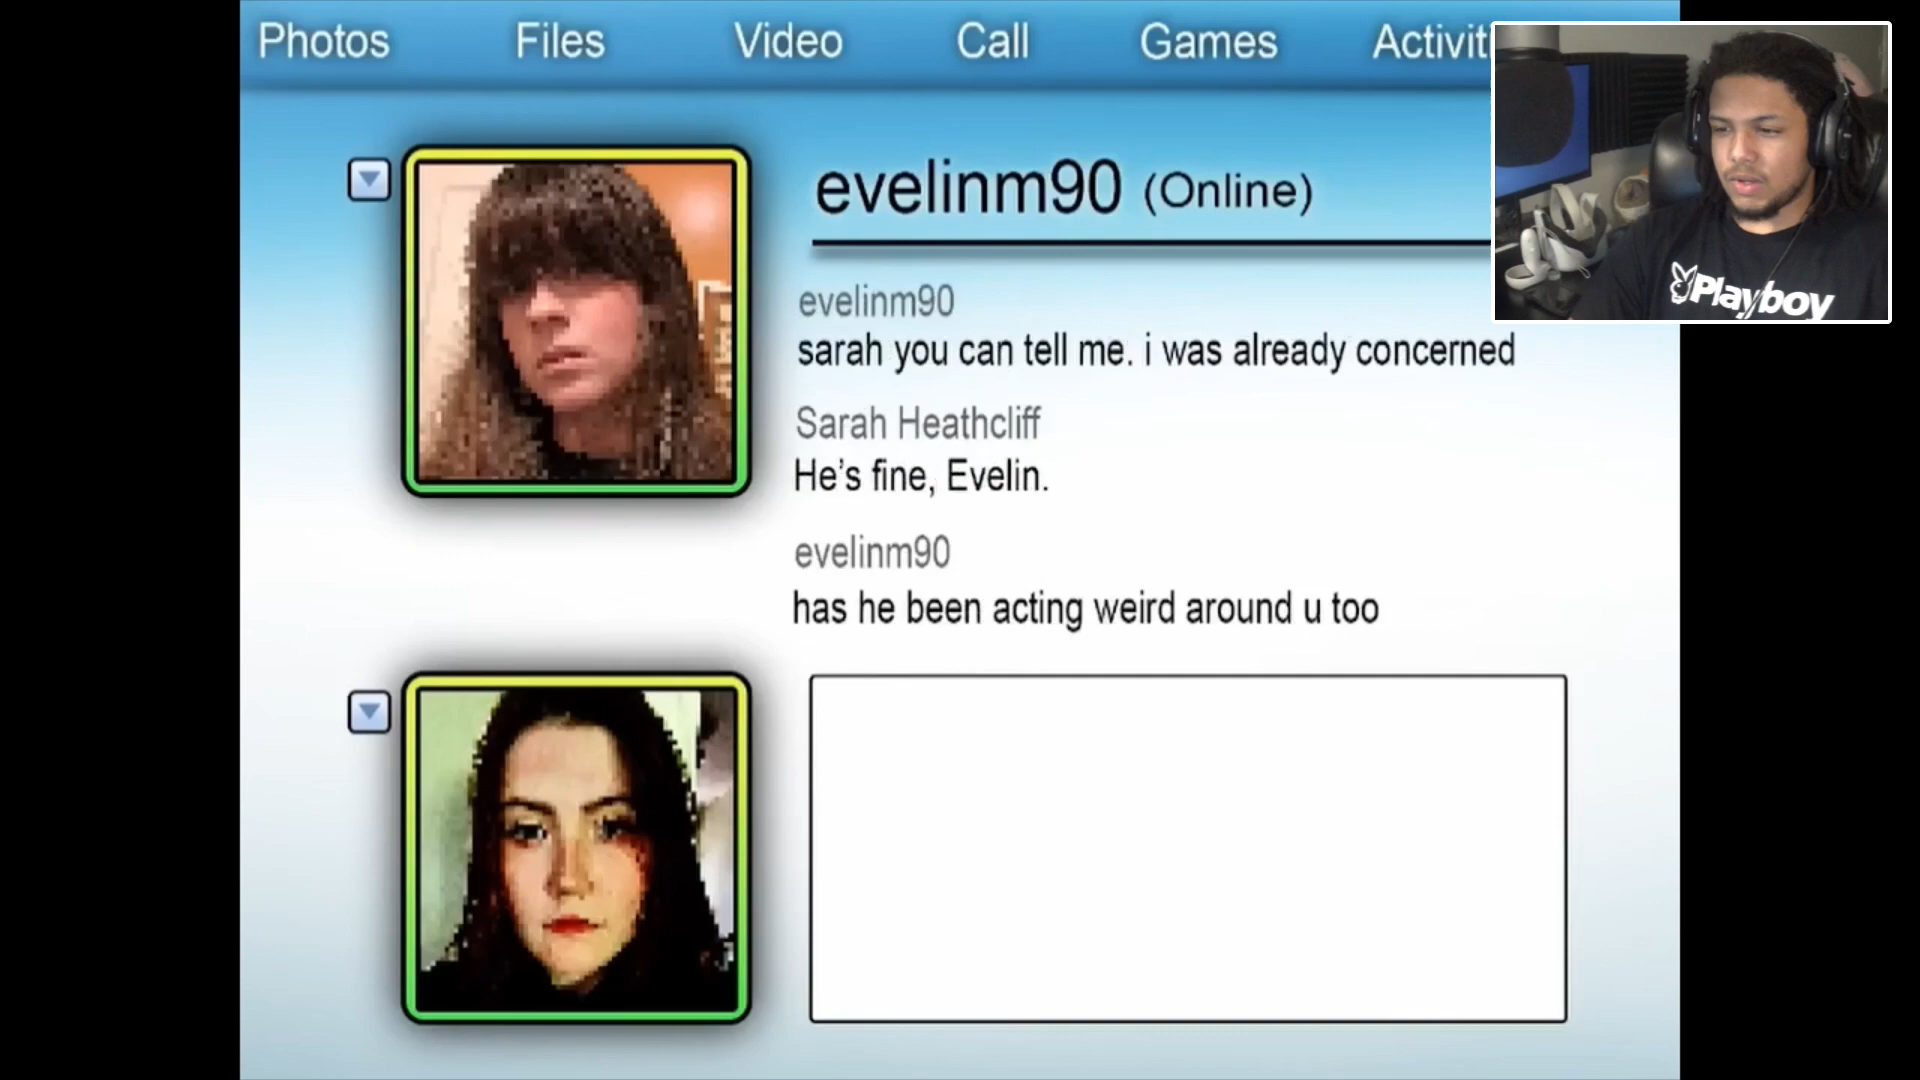 Photos Files Video Call Games Activiti
evelinm90 (Online)
evelinm90
sarah you can tell me. i was already concerned
Sarah Heathcliff
He's fine, Evelin.
evelinm90
has he been acting weird around u too
Playboy